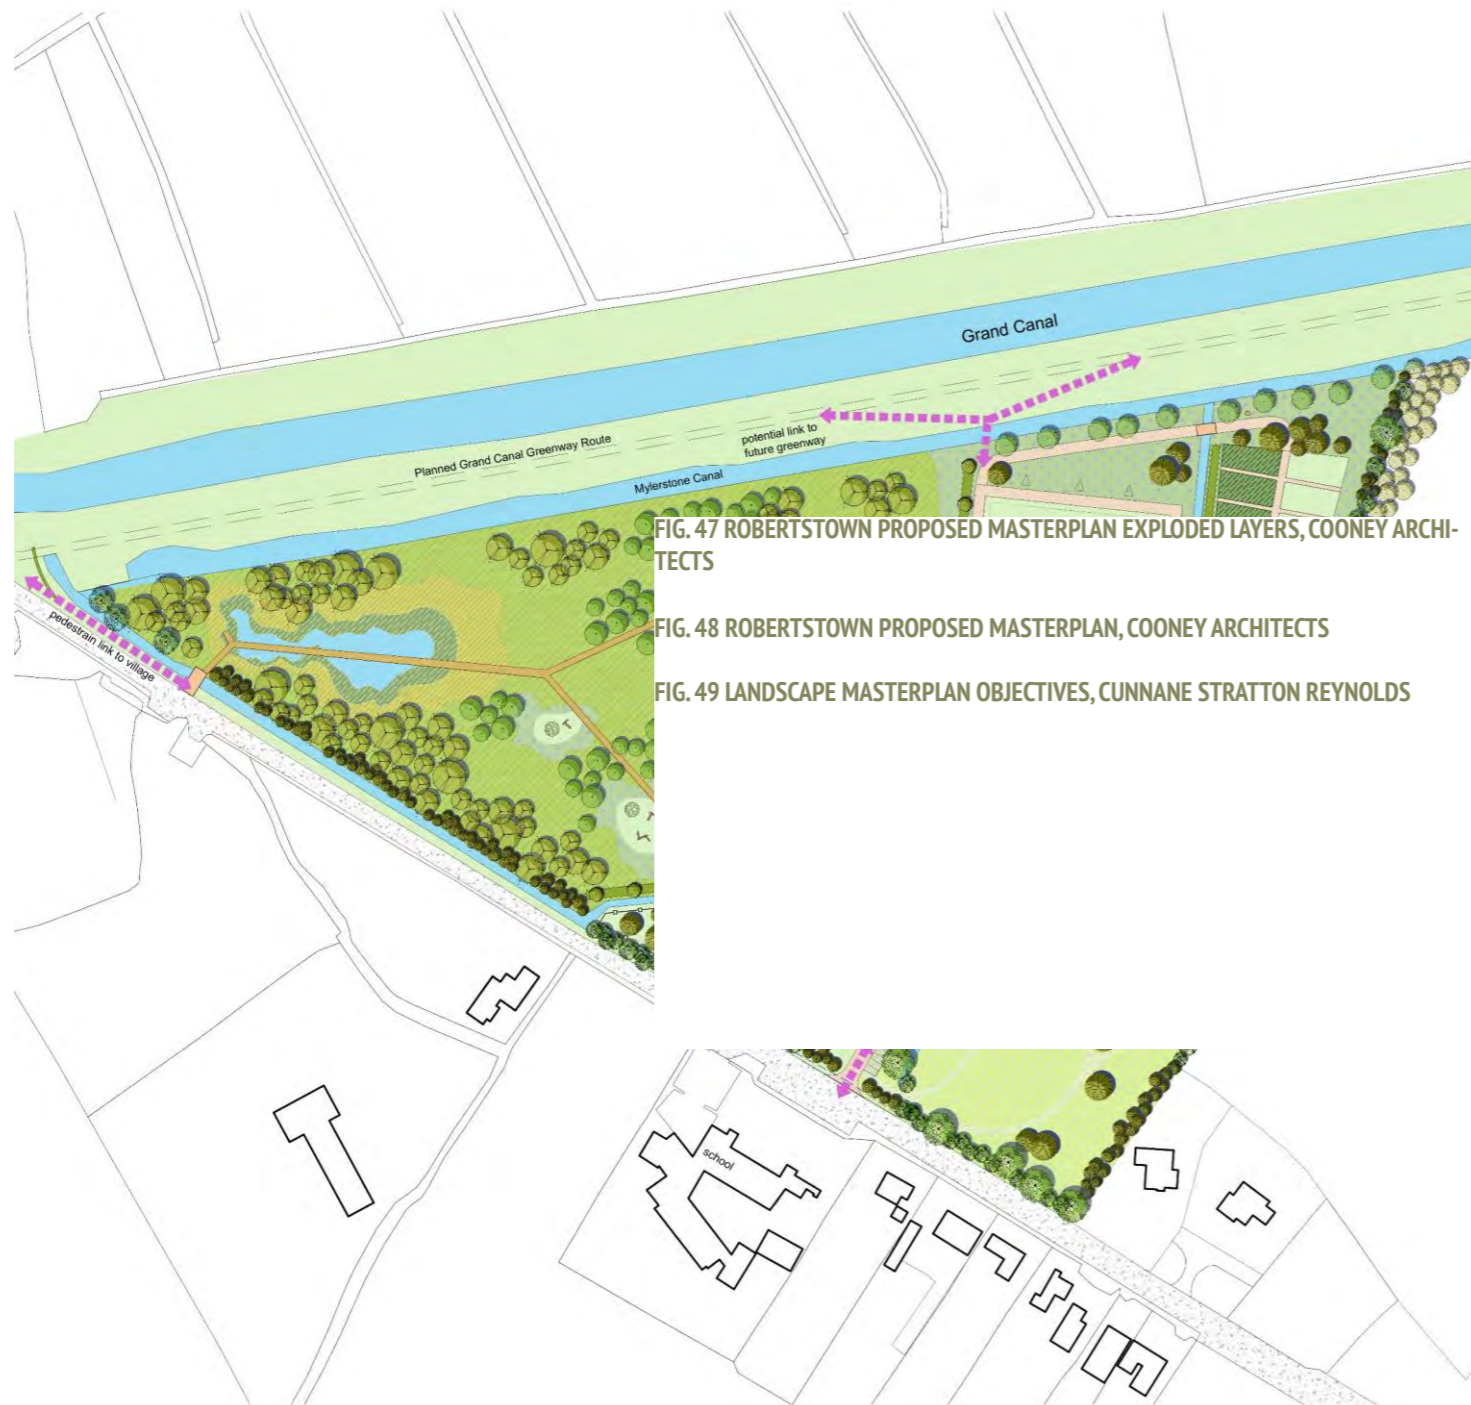 Grand Canal
Planned Grand Canal Greenway Route
potential link to
future greenway
Mylerstone Canal
FIG. 47 ROBERTSTOWN PROPOSED MASTERPLAN EXPLODED LAYERS, COONEY ARCHI-
TECTS
pedestrain link to village
FIG. 48 ROBERTSTOWN PROPOSED MASTERPLAN, COONEY ARCHITECTS
FIG. 49 LANDSCAPE MASTERPLAN OBJECTIVES, CUNNANE STRATTON REYNOLDS
school